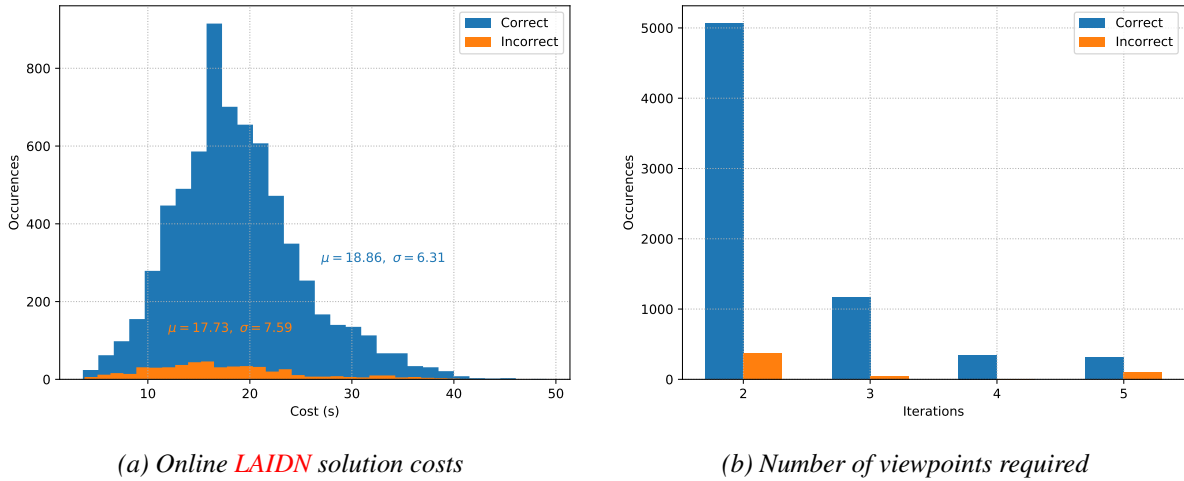 Correct
Incorrect
800
600
400
200
0
Occurences
μ = 18.86, σ = 6.31
μ = 17.73, σ = 7.59
10 20 30 40 50
Cost (s)
(a) Online LAIDN solution costs
Correct
Incorrect
5000
4000
3000
2000
1000
0
Occurences
2 3 4 5
Iterations
(b) Number of viewpoints required